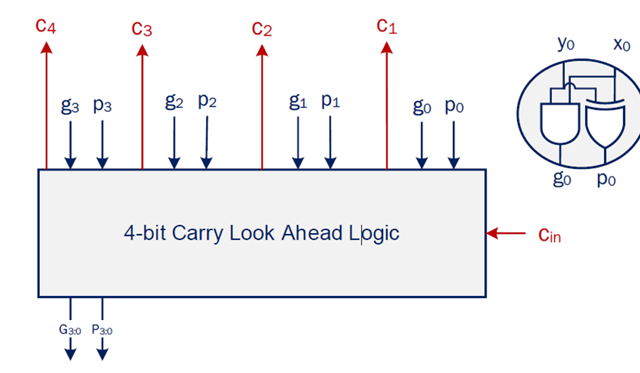 c4 c3 c2 c1
y0 x0
g3 p3 g2 p2 g1 p1 g0 p0
g0 p0
4-bit Carry Look Ahead Logic
cin
G3:0 P3:0